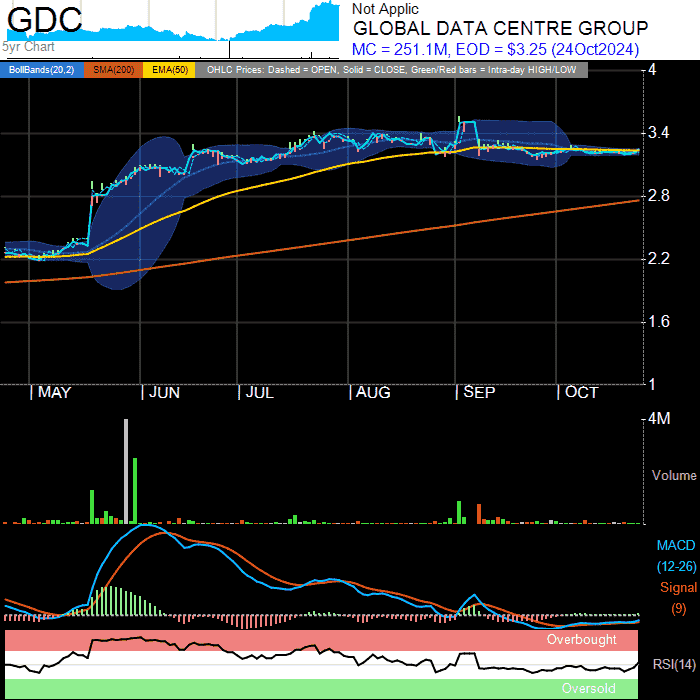 GDC
5yr Chart
Not Applic
GLOBAL DATA CENTRE GROUP
MC = 251.1M, EOD = $3.25 (24Oct2024)
BollBands(20,2) SMA(200) EMA(50) OHLC Prices: Dashed = OPEN, Solid = CLOSE, Green/Red bars = Intra-day HIGH/LOW
4
3.4
2.8
2.2
1.6
1
MAY JUN JUL AUG SEP OCT
4M
Volume
MACD
(12-26)
Signal
(9)
Overbought
RSI(14)
Oversold